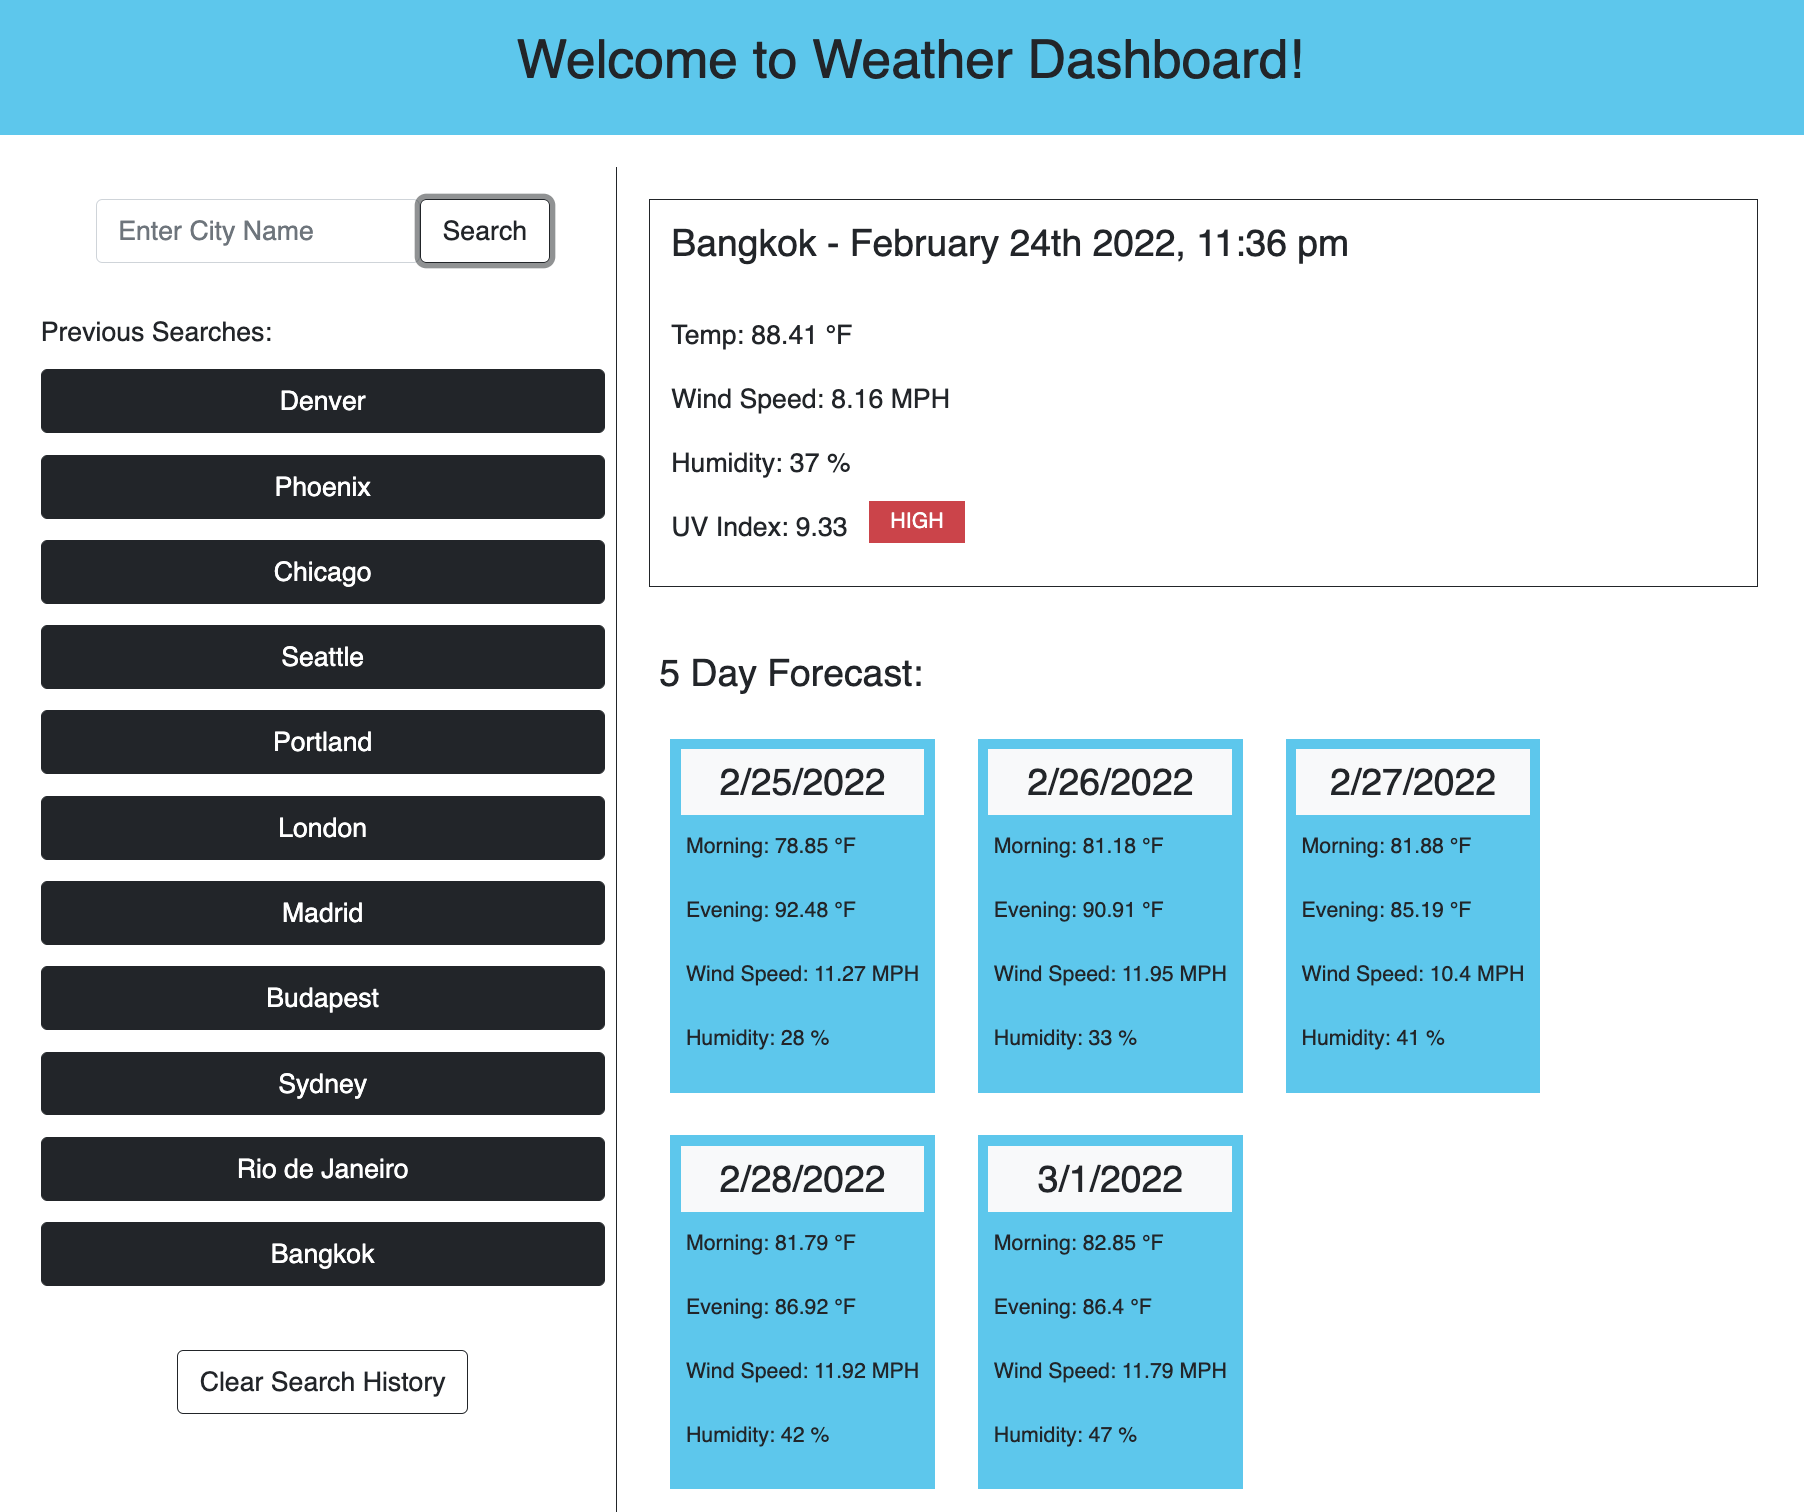 Welcome to Weather Dashboard!
Enter City Name
Search
Previous Searches:
Denver
Phoenix
Chicago
Seattle
Portland
London
Madrid
Budapest
Sydney
Rio de Janeiro
Bangkok
Clear Search History
Bangkok - February 24th 2022, 11:36 pm
Temp: 88.41 °F
Wind Speed: 8.16 MPH
Humidity: 37 %
UV Index: 9.33 HIGH
5 Day Forecast:
2/25/2022
Morning: 78.85 °F
Evening: 92.48 °F
Wind Speed: 11.27 MPH
Humidity: 28 %
2/26/2022
Morning: 81.18 °F
Evening: 90.91 °F
Wind Speed: 11.95 MPH
Humidity: 33 %
2/27/2022
Morning: 81.88 °F
Evening: 85.19 °F
Wind Speed: 10.4 MPH
Humidity: 41 %
2/28/2022
Morning: 81.79 °F
Evening: 86.92 °F
Wind Speed: 11.92 MPH
Humidity: 42 %
3/1/2022
Morning: 82.85 °F
Evening: 86.4 °F
Wind Speed: 11.79 MPH
Humidity: 47 %